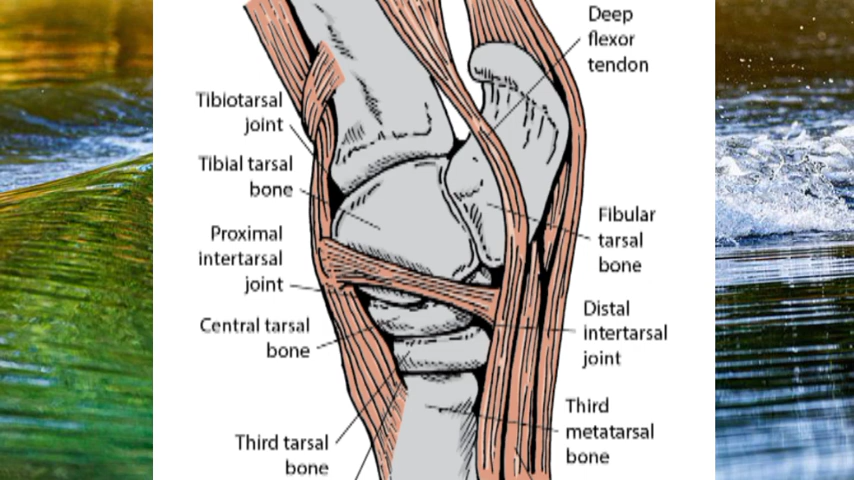 Deep
flexor
tendon
Tibiotarsal
joint
Tibial tarsal
bone
Proximal
intertarsal
joint
Fibular
tarsal
bone
Central tarsal
bone
Distal
intertarsal
joint
Third
metatarsal
bone
Third tarsal
bone